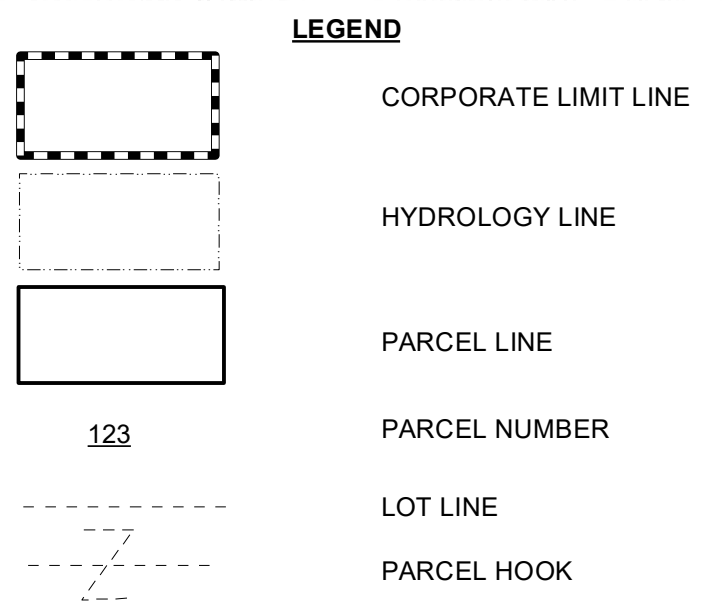 LEGEND
CORPORATE LIMIT LINE
HYDROLOGY LINE
PARCEL LINE
123 PARCEL NUMBER
LOT LINE
PARCEL HOOK